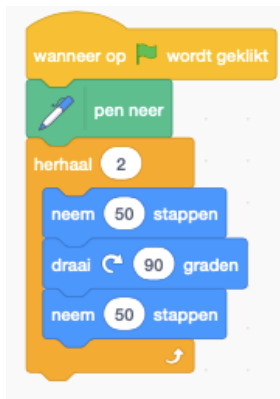 wanneer op wordt geklikt
pen neer
herhaal 2
neem 50 stappen
draai 90 graden
neem 50 stappen